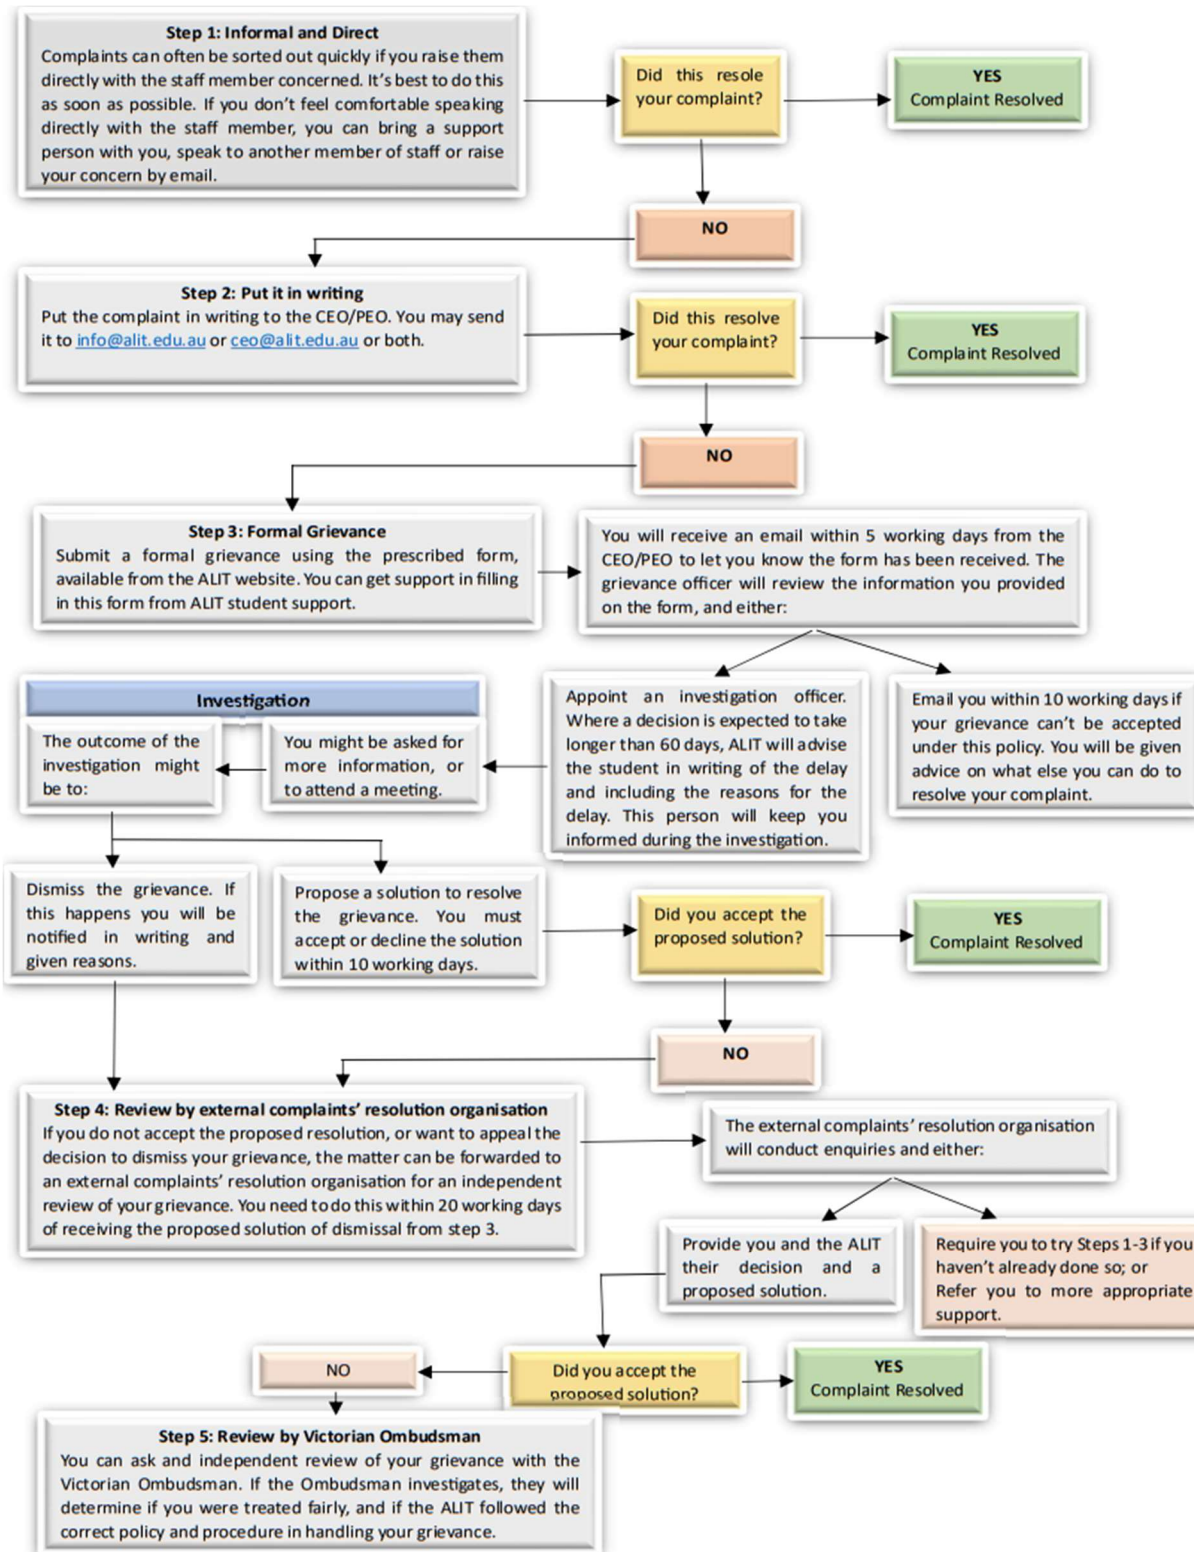 Step 1: Informal and Direct
Complaints can often be sorted out quickly if you raise them
directly with the staff member concerned. It's best to do this
as soon as possible. If you don't feel comfortable speaking
directly with the staff member, you can bring a support
person with you, speak to another member of staff or raise
your concern by email.
Did this resole
your complaint?
YES
Complaint Resolved
NO
Step 2: Put it in writing
Put the complaint in writing to the CEO/PEO. You may send
it to info@alit.edu.au or ceo@alit.edu.au or both.
Did this resolve
your complaint?
YES
Complaint Resolved
NO
Step 3: Formal Grievance
Submit a formal grievance using the prescribed form,
available from the ALIT website. You can get support in filling
in this form from ALIT student support.
You will receive an email within 5 working days from the
CEO/PEO to let you know the form has been received. The
grievance officer will review the information you provided
on the form, and either:
Appoint an investigation officer.
Where a decision is expected to take
longer than 60 days, ALIT will advise
the student in writing of the delay
and including the reasons for the
delay. This person will keep you
informed during the investigation.
Email you within 10 working days if
your grievance can't be accepted
under this policy. You will be given
advice on what else you can do to
resolve your complaint.
Investigation
You might be asked for
more information, or
to attend a meeting.
The outcome of the
investigation might
be to:
Dismiss the grievance. If
this happens you will be
notified in writing and
given reasons.
Propose a solution to resolve
the grievance. You must
accept or decline the solution
within 10 working days.
Did you accept the
proposed solution?
YES
Complaint Resolved
NO
Step 4: Review by external complaints' resolution organisation
If you do not accept the proposed resolution, or want to appeal the
decision to dismiss your grievance, the matter can be forwarded to
an external complaints' resolution organisation for an independent
review of your grievance. You need to do this within 20 working days
of receiving the proposed solution of dismissal from step 3.
The external complaints' resolution organisation
will conduct enquiries and either:
Provide you and the ALIT
their decision and a
proposed solution.
Require you to try Steps 1-3 if you
haven't already done so; or
Refer you to more appropriate
support.
Did you accept the
proposed solution?
YES
Complaint Resolved
NO
Step 5: Review by Victorian Ombudsman
You can ask and independent review of your grievance with the
Victorian Ombudsman. If the Ombudsman investigates, they will
determine if you were treated fairly, and if the ALIT followed the
correct policy and procedure in handling your grievance.